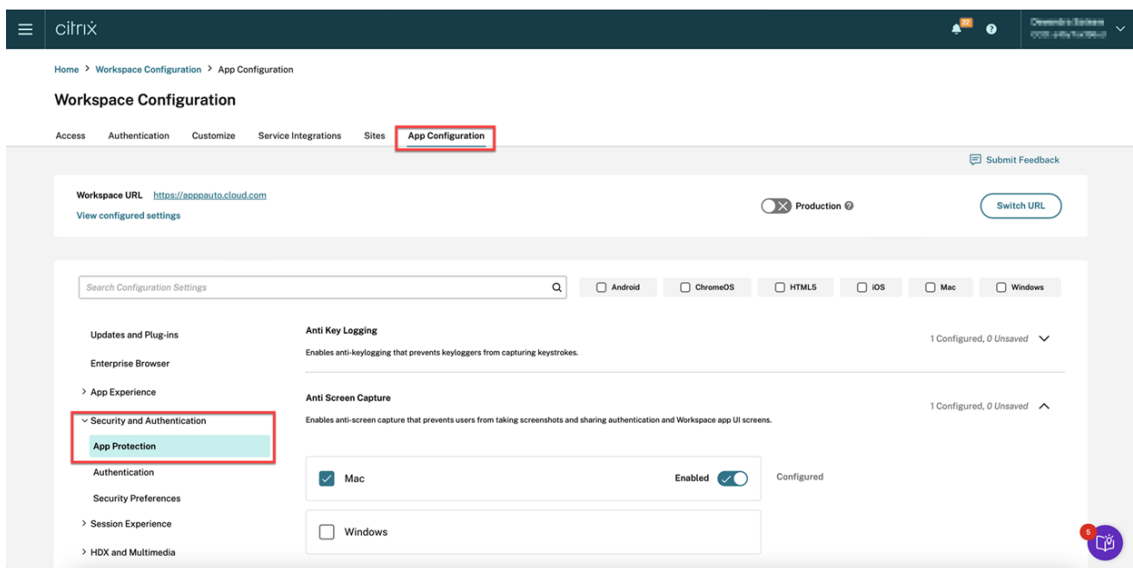 citrix
22
Home > Workspace Configuration > App Configuration
Workspace Configuration
Access Authentication Customize Service Integrations Sites App Configuration
Submit Feedback
Workspace URL https://apppauto.cloud.com
View configured settings
Production
Switch URL
Search Configuration Settings
Android ChromeOS HTML5 iOS Mac Windows
Updates and Plug-ins
Enterprise Browser
App Experience
Security and Authentication
App Protection
Authentication
Security Preferences
Session Experience
HDX and Multimedia
Anti Key Logging
1 Configured, 0 Unsaved
Enables anti-keylogging that prevents keyloggers from capturing keystrokes.
Anti Screen Capture
1 Configured, 0 Unsaved
Enables anti-screen capture that prevents users from taking screenshots and sharing authentication and Workspace app UI screens.
Mac Enabled Configured
Windows
5